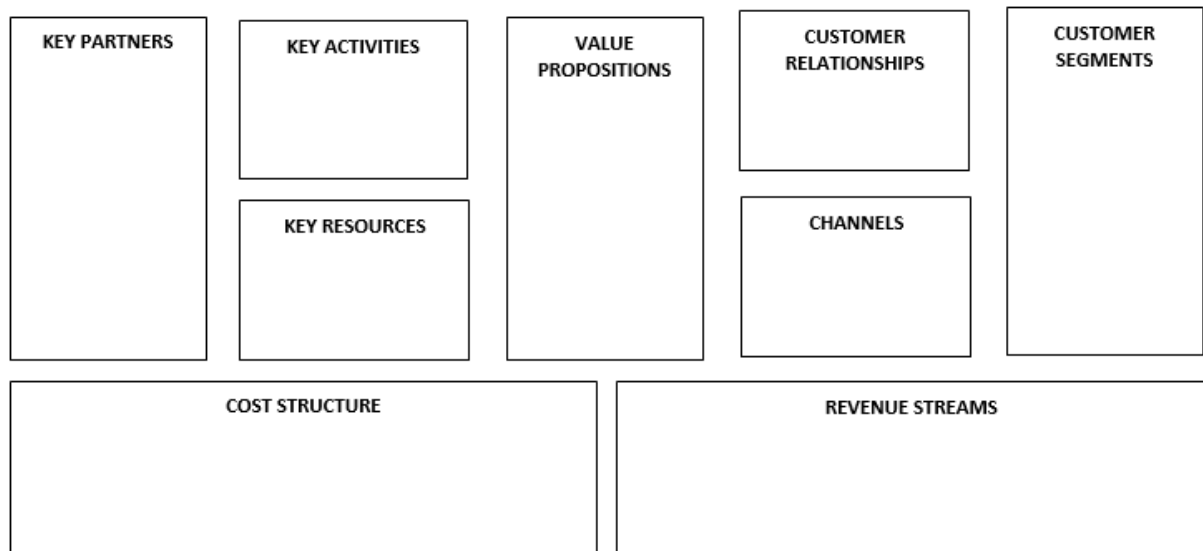 KEY PARTNERS
KEY ACTIVITIES
KEY RESOURCES
VALUE
PROPOSITIONS
CUSTOMER
RELATIONSHIPS
CHANNELS
CUSTOMER
SEGMENTS
COST STRUCTURE
REVENUE STREAMS